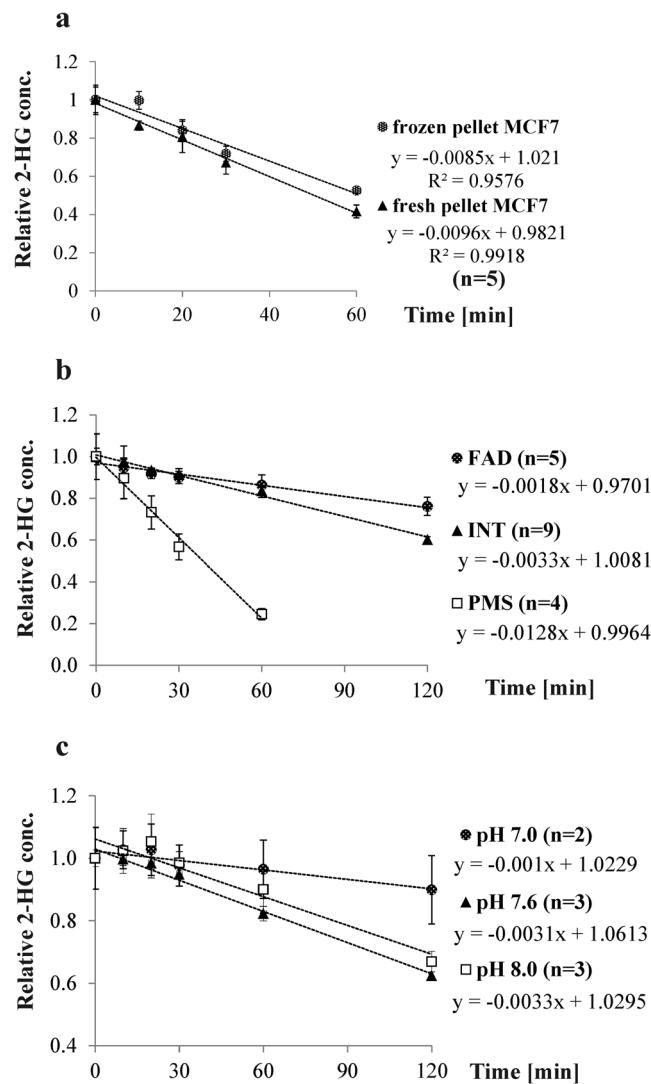 a
Relative 2-HG conc.
1.2
1
0.8
0.6
0.4
0.2
0
0
20
40
60
Time [min]
frozen pellet MCF7
y = -0.0085x + 1.021
R² = 0.9576
fresh pellet MCF7
y = -0.0096x + 0.9821
R² = 0.9918
(n=5)
b
Relative 2-HG conc.
1.2
1.0
0.8
0.6
0.4
0.2
0.0
0
30
60
90
120
Time [min]
FAD (n=5)
y = -0.0018x + 0.9701
INT (n=9)
y = -0.0033x + 1.0081
PMS (n=4)
y = -0.0128x + 0.9964
c
Relative 2-HG conc.
1.2
1.0
0.8
0.6
0.4
0
30
60
90
120
Time [min]
pH 7.0 (n=2)
y = -0.001x + 1.0229
pH 7.6 (n=3)
y = -0.0031x + 1.0613
pH 8.0 (n=3)
y = -0.0033x + 1.0295